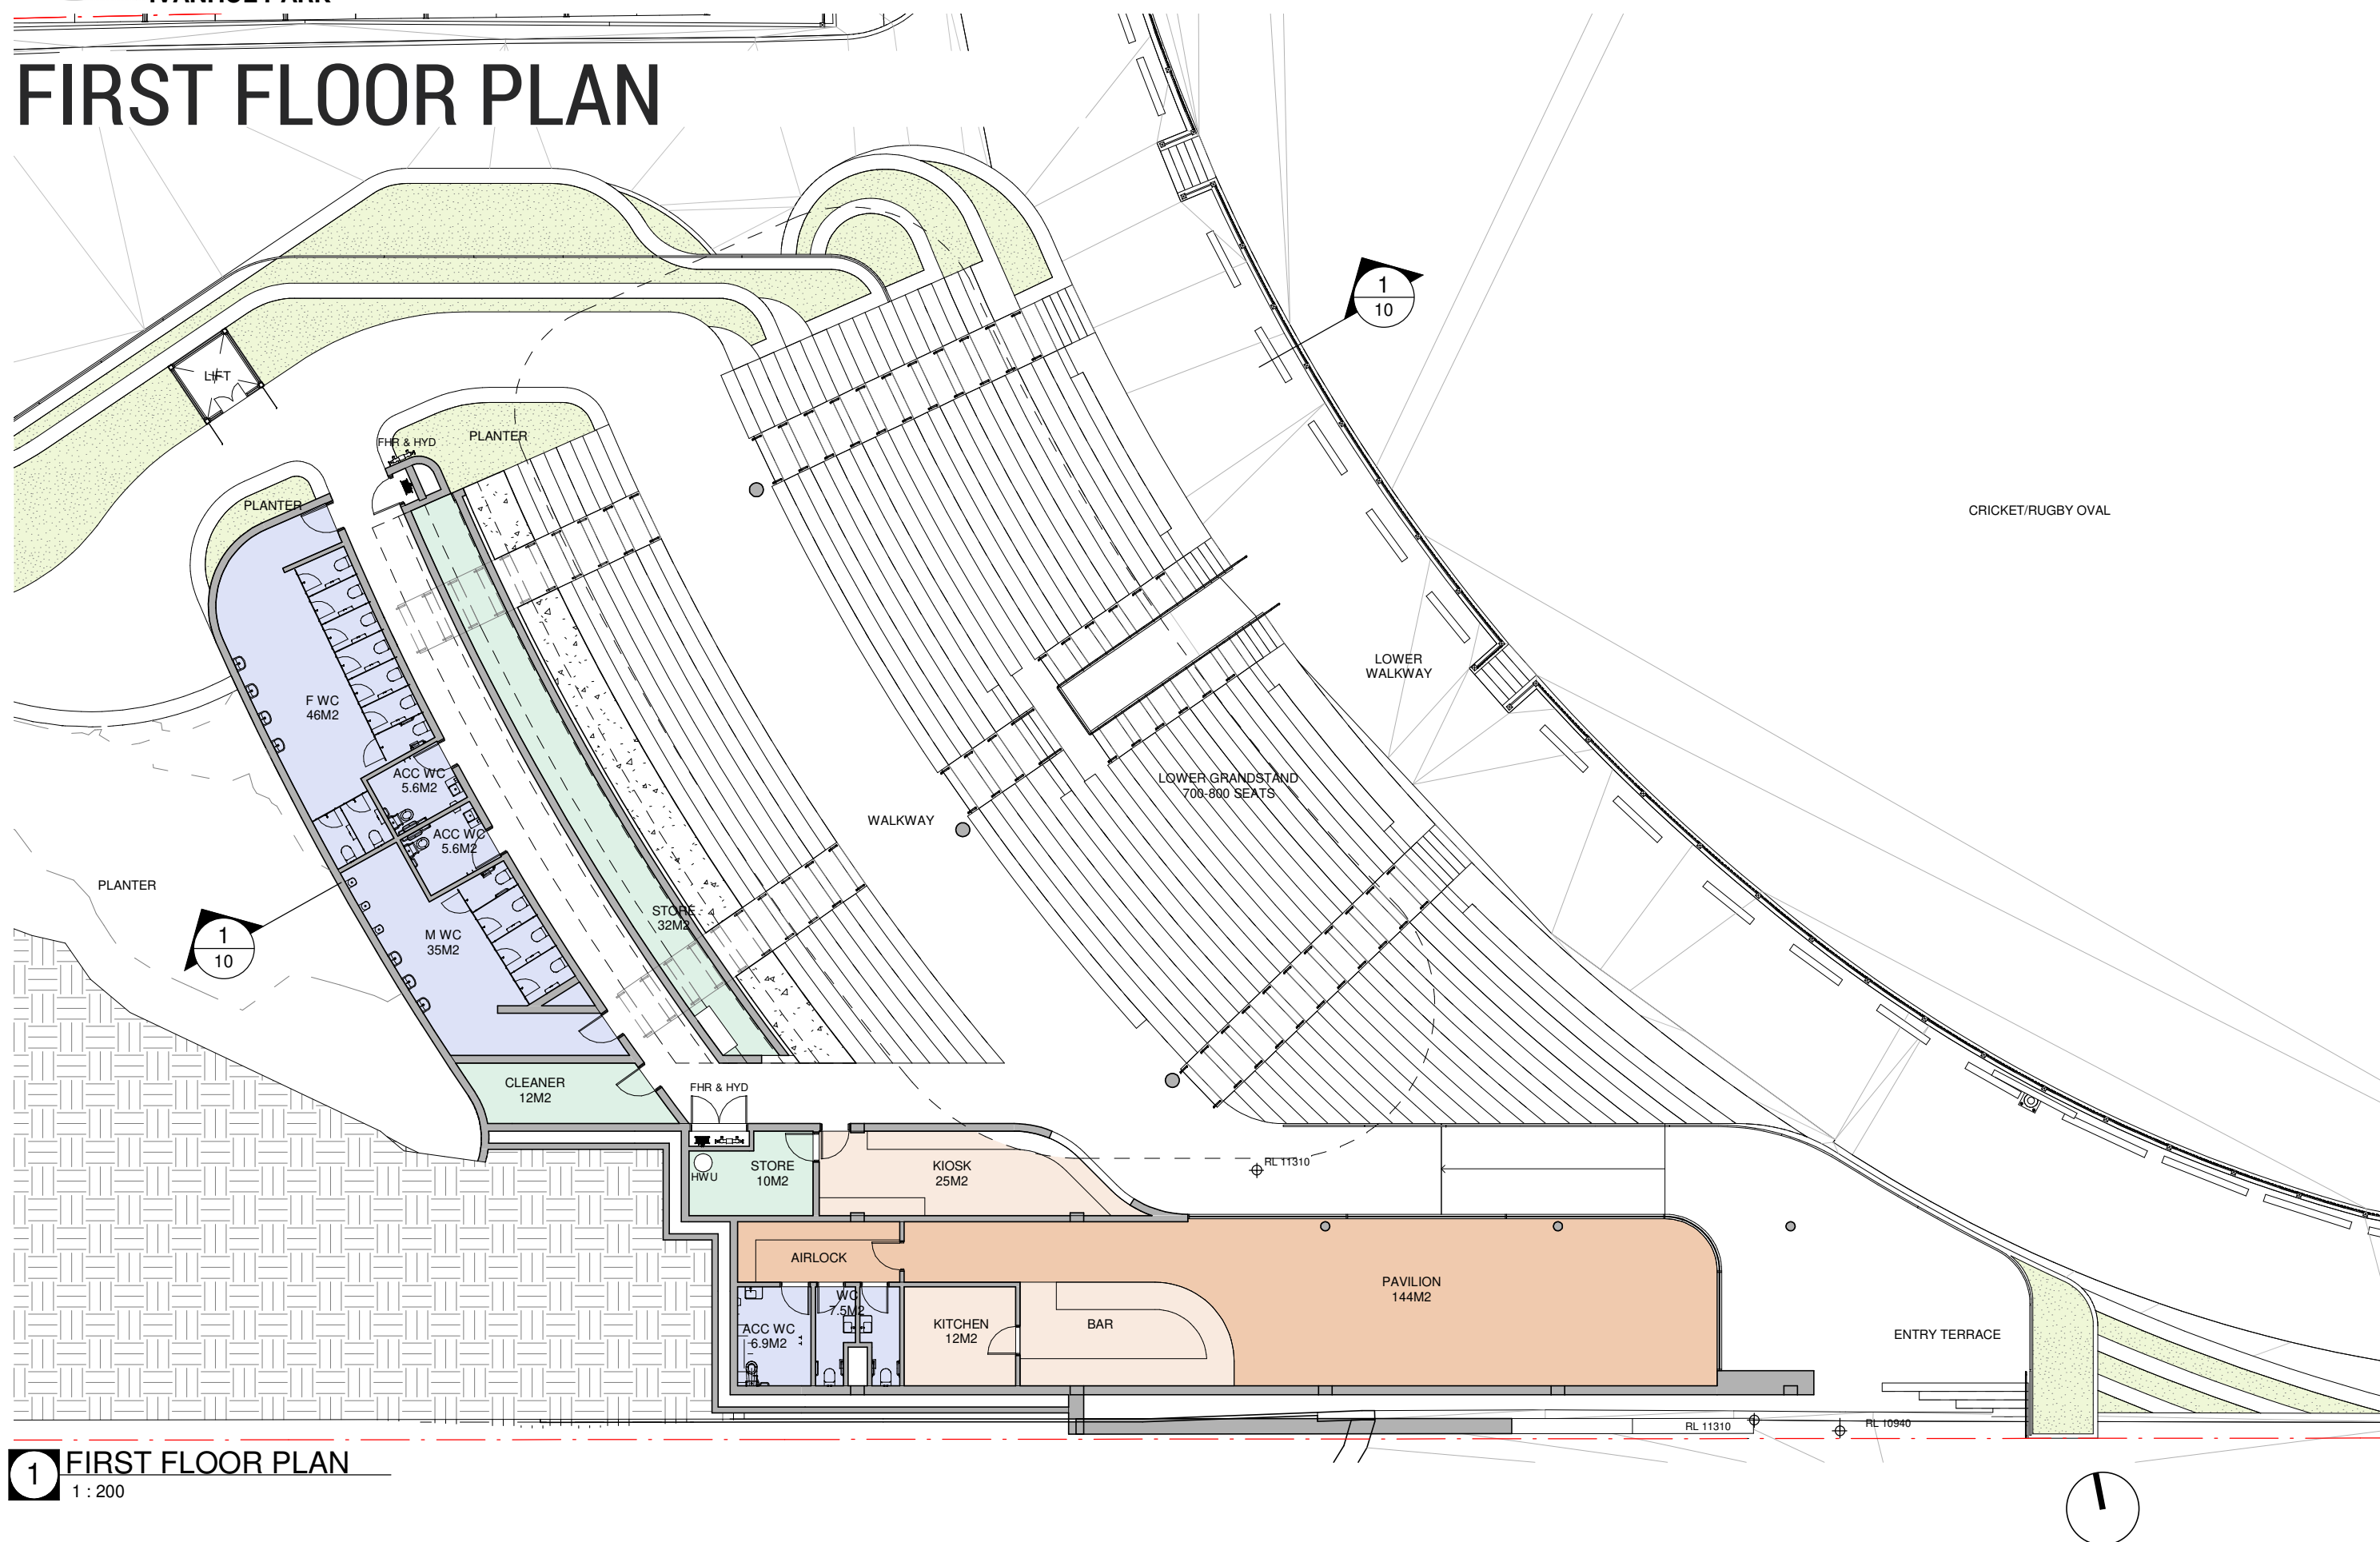 IVANHOE PARK
FIRST FLOOR PLAN
1
10
LIFT
FHR & HYD
PLANTER
PLANTER
CRICKET/RUGBY OVAL
LOWER
WALKWAY
F WC
46M2
ACC WC
5.6M2
LOWER GRANDSTAND
700-800 SEATS
WALKWAY
ACC WC
5.6M2
PLANTER
STORE
32M2
M WC
35M2
1
10
CLEANER
12M2
FHR & HYD
STORE
10M2
HWU
KIOSK
25M2
RL 11310
AIRLOCK
PAVILION
144M2
WC
7.5M2
ACC WC
6.9M2
KITCHEN
12M2
BAR
ENTRY TERRACE
RL 11310
RL 10940
1
FIRST FLOOR PLAN
1 : 200